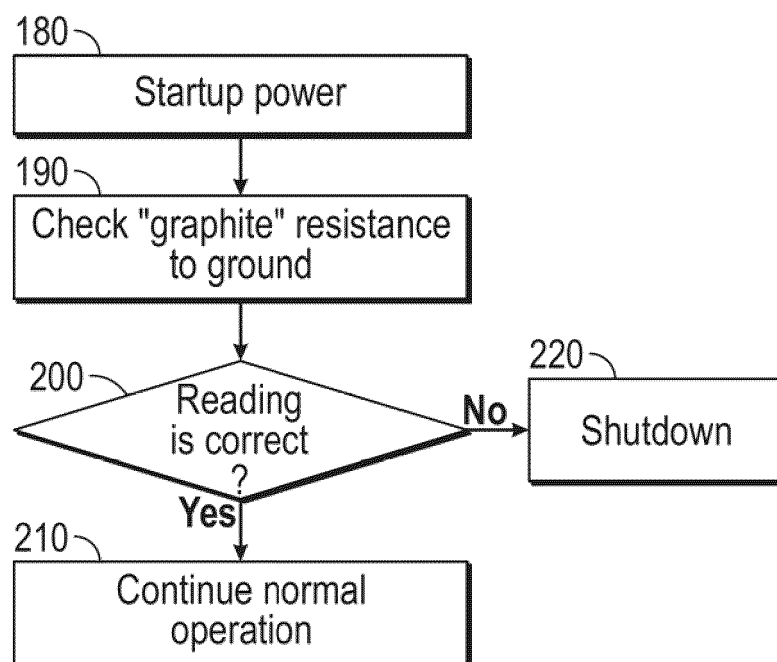 180
Startup power
190
Check "graphite" resistance
to ground
200
Reading
is correct
?
No
220
Shutdown
Yes
210
Continue normal
operation